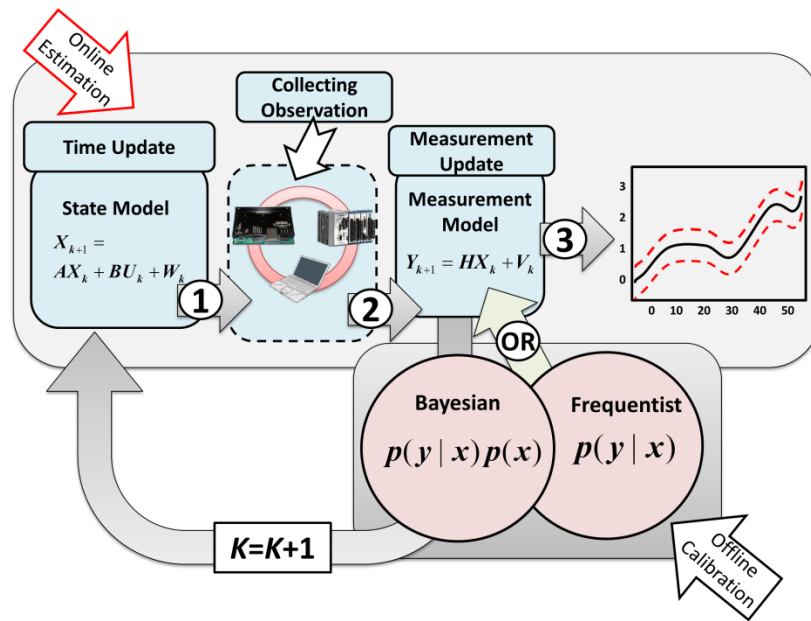 Online
Estimation
Collecting
Observation
Time Update
Measurement
Update
State Model
X_{k+1} =
AX_k + BU_k + W_k
Measurement
Model
Y_{k+1} = HX_k + V_k
1
2
3
3
2
1
0
0 10 20 30 40 50
OR
Bayesian
p(y | x) p(x)
Frequentist
p(y | x)
K=K+1
Offline
Calibration